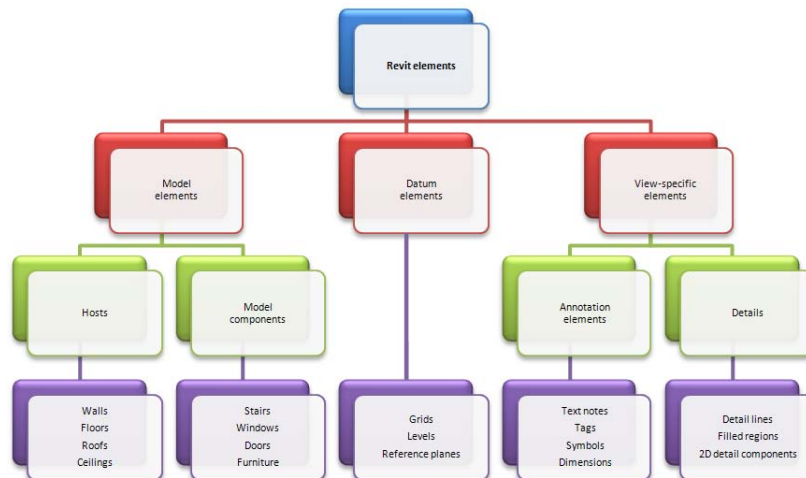 Revit elements
Model
elements
Datum
elements
View-specific
elements
Hosts
Model
components
Annotation
elements
Details
Walls
Floors
Roofs
Ceilings
Stairs
Windows
Doors
Furniture
Grids
Levels
Reference planes
Text notes
Tags
Symbols
Dimensions
Detail lines
Filled regions
2D detail components